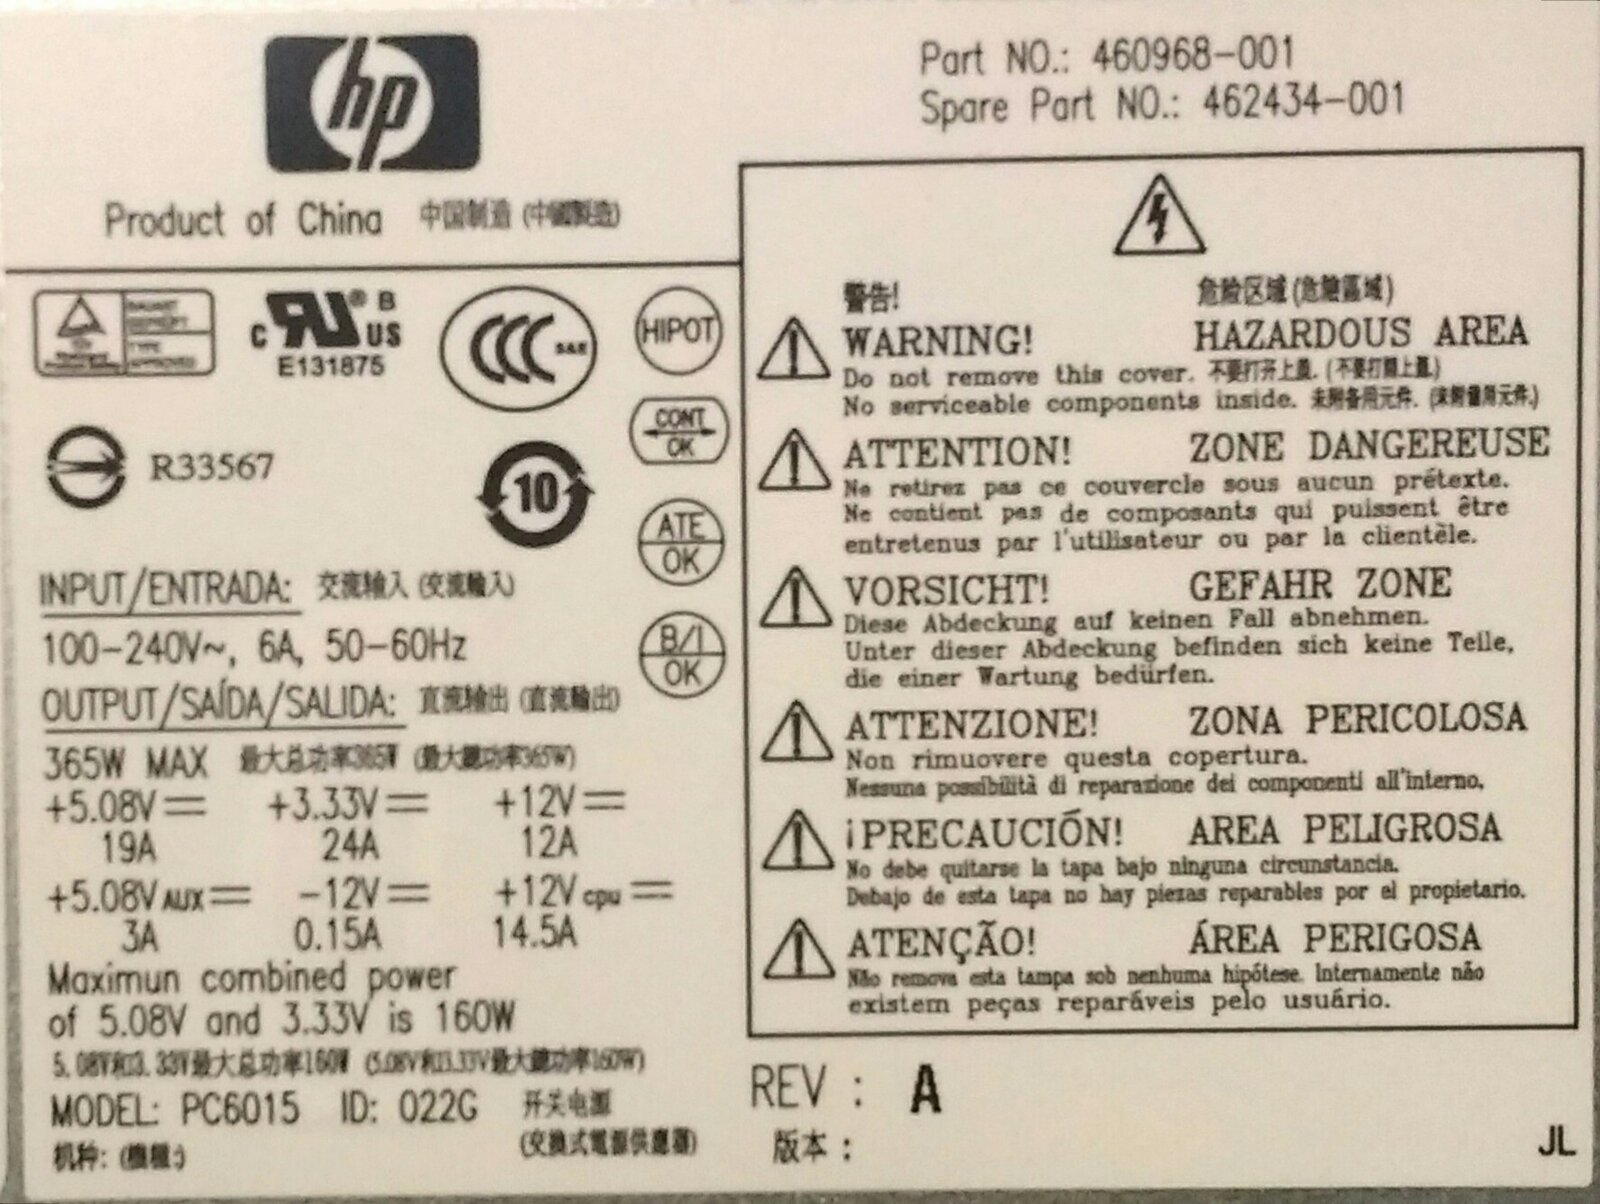 hp
Part NO.: 460968-001
Spare Part NO.: 462434-001
Product of China 中国制造 (中國製造)
TYPE
APPROVED
C RU ® US B
E131875
CCC S&E
HIPOT
CONT OK
R33567
10
ATE OK
B/I OK
INPUT/ENTRADA: 交流输入 (交流輸入)
100-240V~, 6A, 50-60Hz
OUTPUT/SAÍDA/SALIDA: 直流输出 (直流輸出)
365W MAX 最大总功率365W (最大總功率365W)
+5.08V⎓ +3.33V⎓ +12V⎓
19A 24A 12A
+5.08V AUX⎓ -12V⎓ +12V cpu⎓
3A 0.15A 14.5A
Maximun combined power
of 5.08V and 3.33V is 160W
5.08V和3.33V最大总功率160W (5.08V和3.33V最大總功率160W)
MODEL: PC6015 ID: 022G 开关电源
机种: (機種:) (交換式電源供應器)
警告! 危险区域 (危險區域)
WARNING! HAZARDOUS AREA
Do not remove this cover. 不要打开上盖. (不要打開上蓋.)
No serviceable components inside. 未附备用元件. (未附備用元件.)
ATTENTION! ZONE DANGEREUSE
Ne retirez pas ce couvercle sous aucun prétexte.
Ne contient pas de composants qui puissent être
entretenus par l'utilisateur ou par la clientèle.
VORSICHT! GEFAHR ZONE
Diese Abdeckung auf keinen Fall abnehmen.
Unter dieser Abdeckung befinden sich keine Teile,
die einer Wartung bedürfen.
ATTENZIONE! ZONA PERICOLOSA
Non rimuovere questa copertura.
Nessuna possibilità di reparazione dei componenti all'interno.
¡PRECAUCIÓN! AREA PELIGROSA
No debe quitarse la tapa bajo ninguna circunstancia.
Debajo de esta tapa no hay piezas reparables por el propietario.
ATENÇÃO! ÁREA PERIGOSA
Não remova esta tampa sob nenhuma hipótese. Internamente não
existem peças reparáveis pelo usuário.
REV : A
版本 :
JL